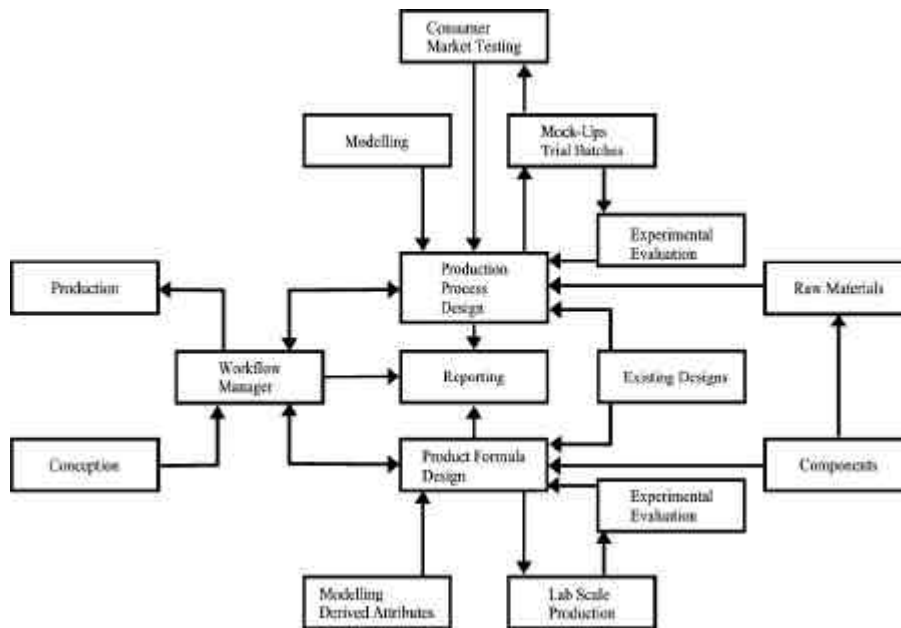 Consumer
Market Testing
Modelling
Mock-Ups
Trial Batches
Experimental
Evaluation
Production
Production
Process
Design
Raw Materials
Workflow
Manager
Reporting
Existing Designs
Conception
Product Formula
Design
Components
Experimental
Evaluation
Modelling
Derived Attributes
Lab Scale
Production